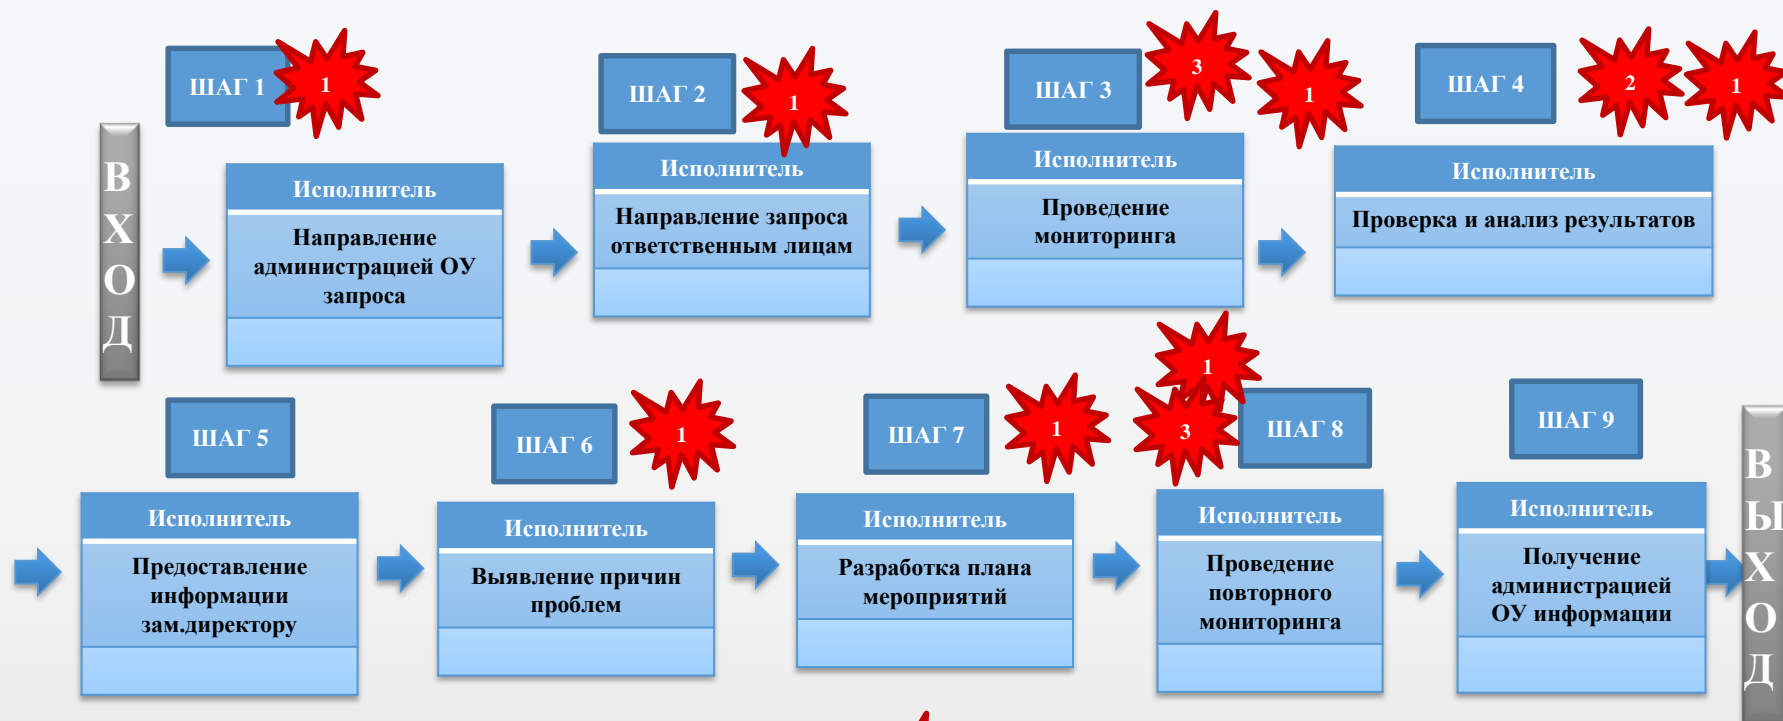 ШАГ 1
1
ШАГ 2
1
ШАГ 3
3
1
ШАГ 4
2
1
В
Х
О
Д
Исполнитель
Направление
администрацией ОУ
запроса
Исполнитель
Направление запроса
ответственным лицам
Исполнитель
Проведение
мониторинга
Исполнитель
Проверка и анализ результатов
ШАГ 5
ШАГ 6
1
ШАГ 7
1
1
3
ШАГ 8
ШАГ 9
Исполнитель
Предоставление
информации
зам.директору
Исполнитель
Выявление причин
проблем
Исполнитель
Разработка плана
мероприятий
Исполнитель
Проведение
повторного
мониторинга
Исполнитель
Получение
администрацией
ОУ информации
В
Ы
Х
О
Д